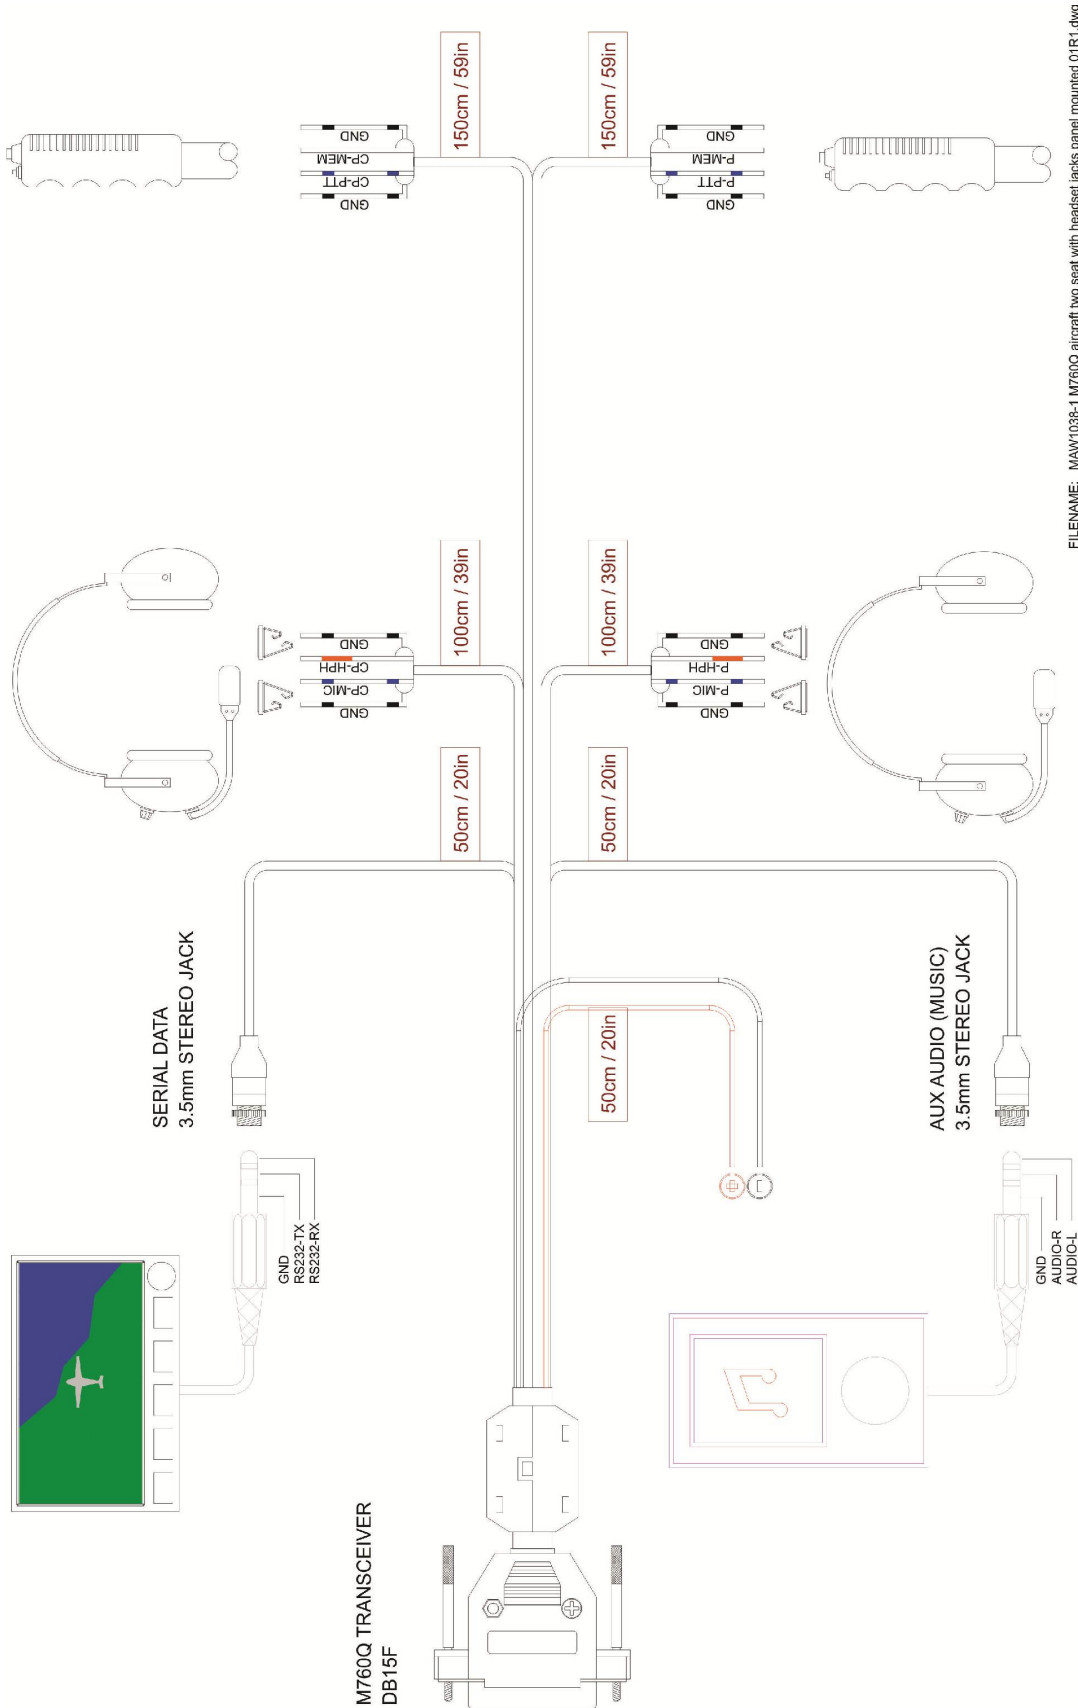 M760Q TRANSCEIVER
DB15F
SERIAL DATA
3.5mm STEREO JACK
GND
RS232-TX
RS232-RX
50cm / 20in
100cm / 39in
150cm / 59in
GND
CP-MIC
CP-HPH
GND
GND
CP-PTT
CP-MEM
GND
50cm / 20in
50cm / 20in
100cm / 39in
150cm / 59in
GND
P-MIC
P-HPH
GND
GND
P-PTT
P-MEM
GND
AUX AUDIO (MUSIC)
3.5mm STEREO JACK
GND
AUDIO-R
AUDIO-L
FILENAME: MAW1038-1 M760Q aircraft two seat with headset jacks panel mounted 01R1.dwg